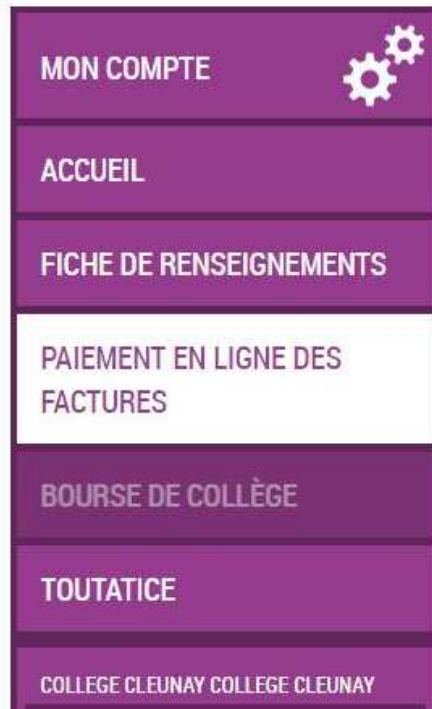 MON COMPTE
ACCUEIL
FICHE DE RENSEIGNEMENTS
PAIEMENT EN LIGNE DES
FACTURES
BOURSE DE COLLÈGE
TOUTATICE
COLLEGE CLEUNAY COLLEGE CLEUNAY